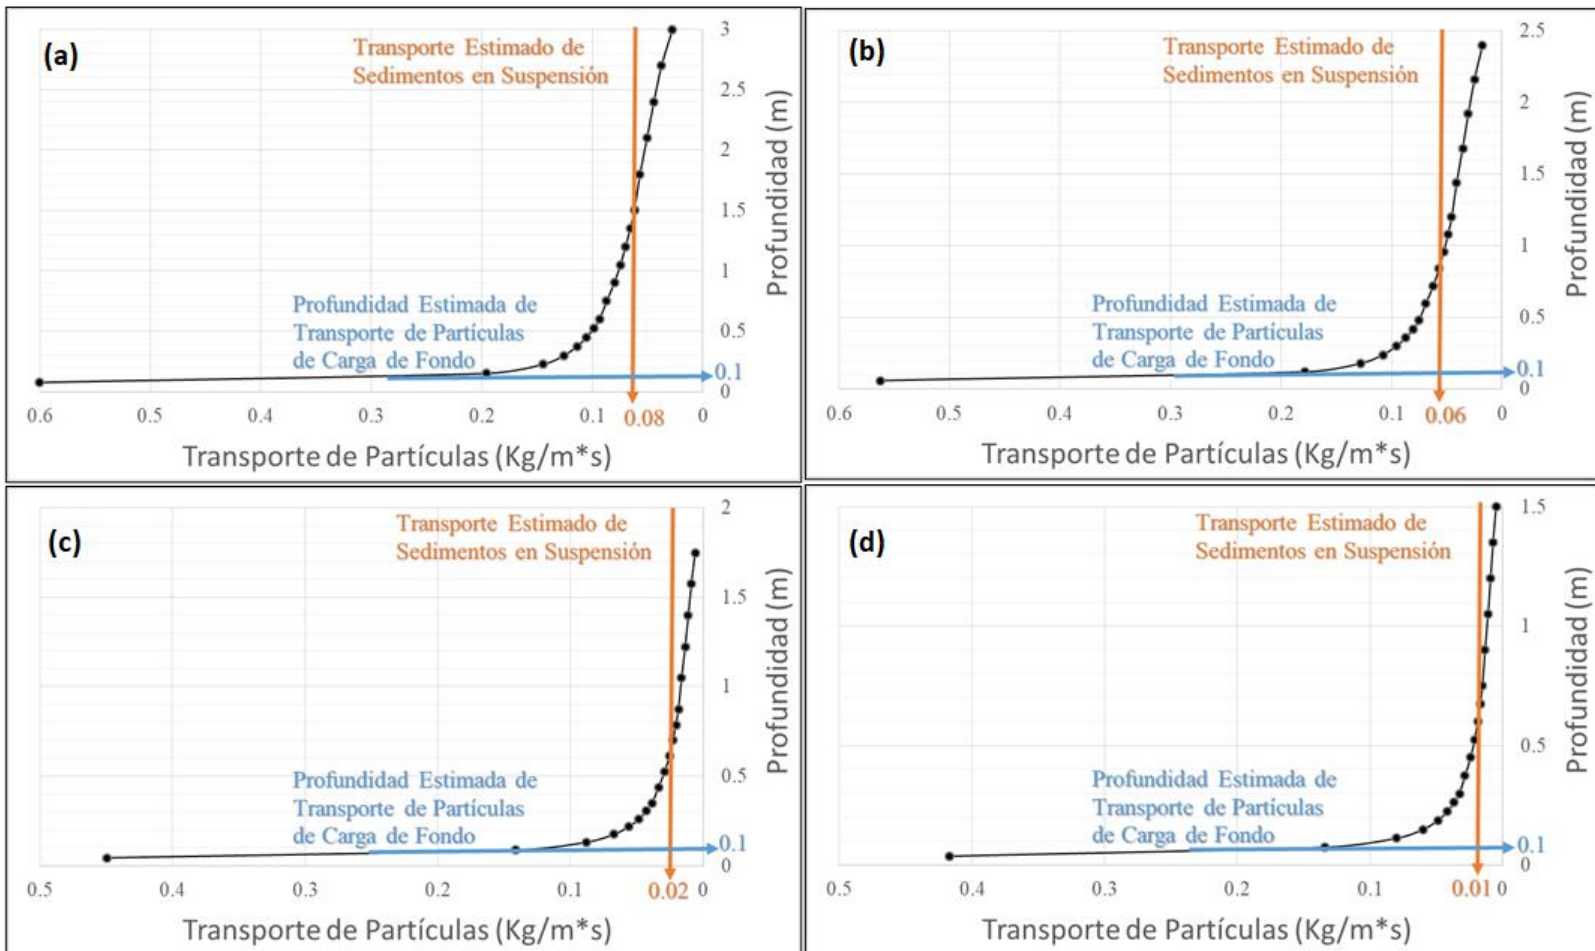 (a)
Transporte Estimado de
Sedimentos en Suspensión
Profundidad Estimada de
Transporte de Partículas
de Carga de Fondo
3
2.5
2
1.5
1
0.5
0
0.1
Profundidad (m)
0.6
0.5
0.4
0.3
0.2
0.1
0.08
0
Transporte de Partículas (Kg/m*s)
(b)
Transporte Estimado de
Sedimentos en Suspensión
Profundidad Estimada de
Transporte de Partículas
de Carga de Fondo
2.5
2
1.5
1
0.5
0.1
0
Profundidad (m)
0.6
0.5
0.4
0.3
0.2
0.1
0.06
0
Transporte de Partículas (Kg/m*s)
(c)
Transporte Estimado de
Sedimentos en Suspensión
Profundidad Estimada de
Transporte de Partículas
de Carga de Fondo
2
1.5
1
0.5
0.1
0
Profundidad (m)
0.5
0.4
0.3
0.2
0.1
0.02
0
Transporte de Partículas (Kg/m*s)
(d)
Transporte Estimado de
Sedimentos en Suspensión
Profundidad Estimada de
Transporte de Partículas
de Carga de Fondo
1.5
1
0.5
0.1
0
Profundidad (m)
0.5
0.4
0.3
0.2
0.1
0.01
0
Transporte de Partículas (Kg/m*s)